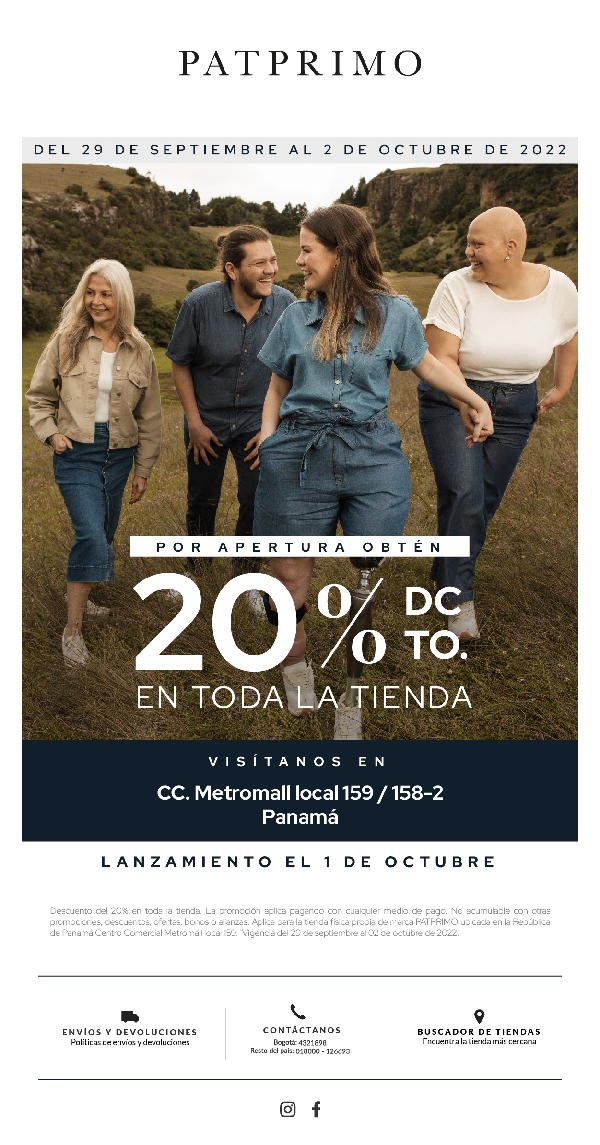 PATPRIMO
DEL 29 DE SEPTIEMBRE AL 2 DE OCTUBRE DE 2022
POR APERTURA OBTÉN
20% DC
TO.
EN TODA LA TIENDA
VISÍTANOS EN
CC. Metromall local 159 / 158-2
Panamá
LANZAMIENTO EL 1 DE OCTUBRE
Descuento del 20% en toda la tienda. La promoción aplica pagando con cualquier medio de pago. No acumulable con otras
promociones, descuentos, ofertas, bonos o alianzas. Aplica para la tienda física propia de marca PATPRIMO ubicada en la República
de Panamá Centro Comercial Metromall local 159. Vigencia del 29 de septiembre al 02 de octubre de 2022.
ENVÍOS Y DEVOLUCIONES
Políticas de envíos y devoluciones
CONTÁCTANOS
Bogotá: 4321898
Resto del país: 018000 - 126693
BUSCADOR DE TIENDAS
Encuentra la tienda más cercana